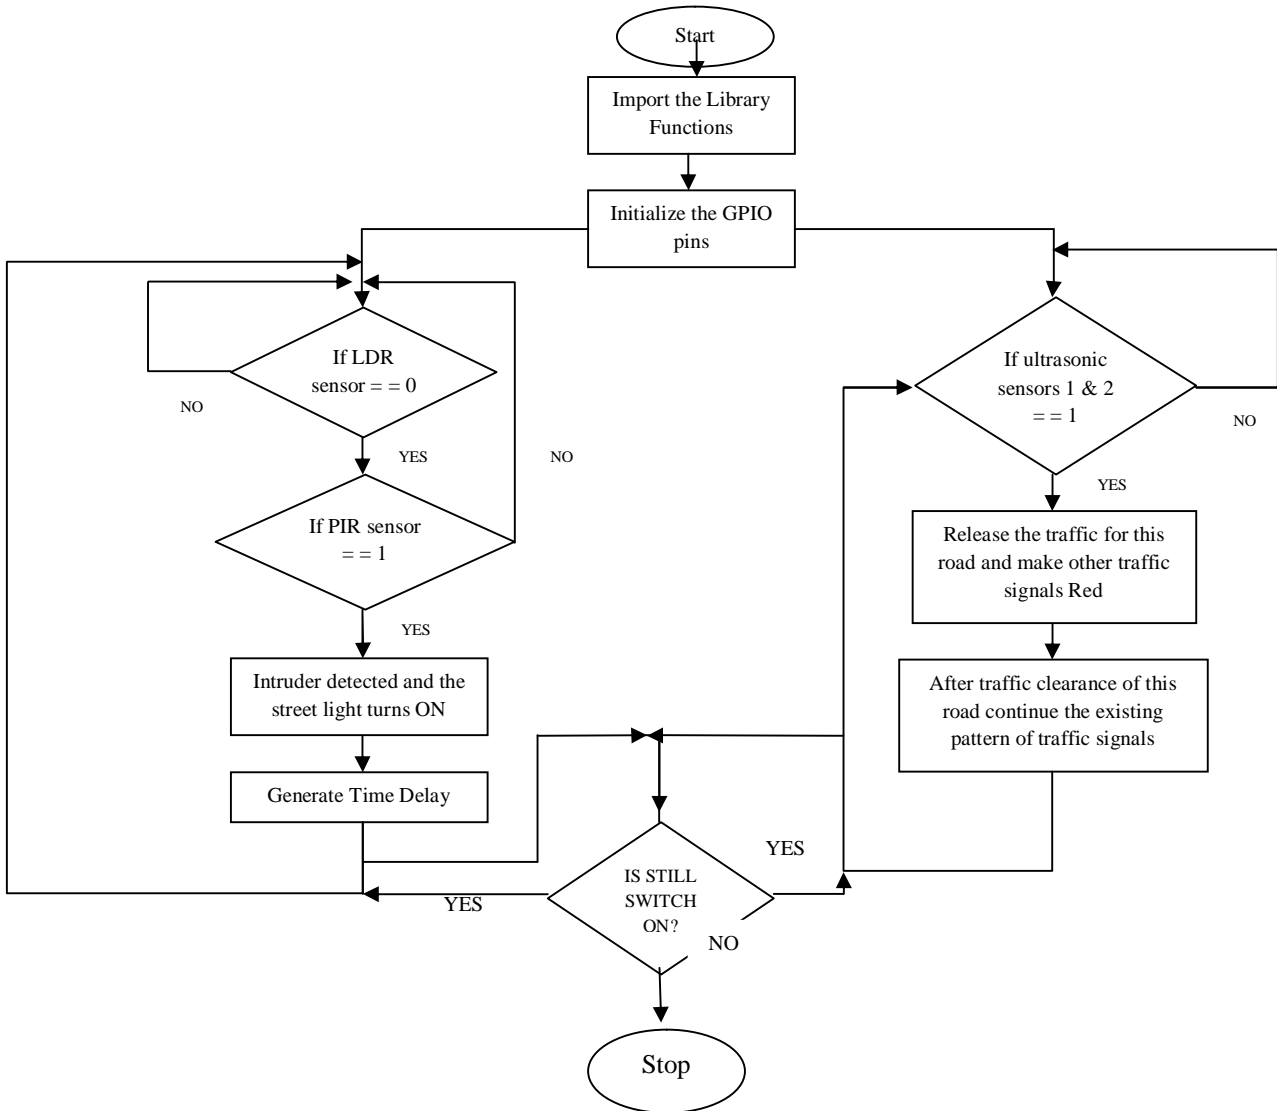 Start
Import the Library
Functions
Initialize the GPIO
pins
If LDR
sensor = = 0
NO
YES
NO
If PIR sensor
= = 1
YES
Intruder detected and the
street light turns ON
Generate Time Delay
If ultrasonic
sensors 1 & 2
= = 1
NO
YES
Release the traffic for this
road and make other traffic
signals Red
After traffic clearance of this
road continue the existing
pattern of traffic signals
IS STILL
SWITCH
ON?
YES
YES
NO
Stop